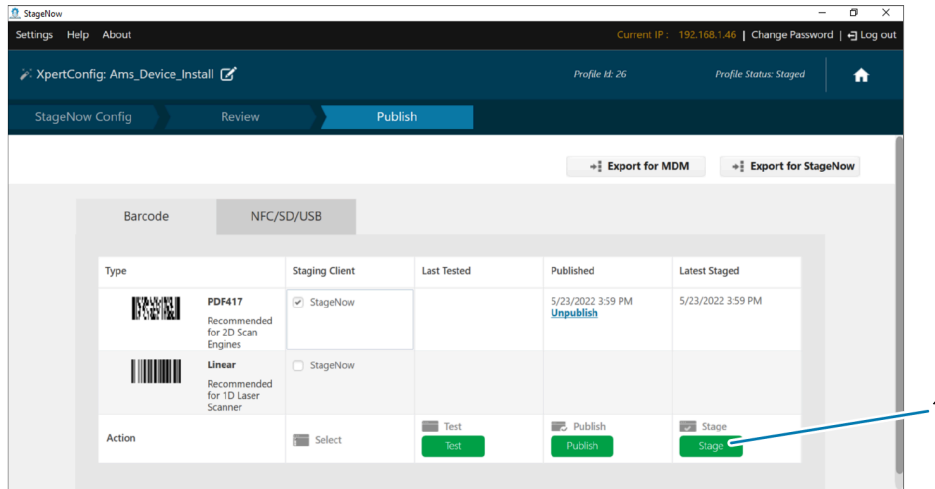 StageNow
Settings Help About
Current IP : 192.168.1.46 | Change Password | Log out
XpertConfig: Ams_Device_Install
Profile Id: 26
Profile Status: Staged
StageNow Config
Review
Publish
Export for MDM
Export for StageNow
Barcode
NFC/SD/USB
Type
Staging Client
Last Tested
Published
Latest Staged
PDF417
Recommended
for 2D Scan
Engines
StageNow
5/23/2022 3:59 PM
Unpublish
5/23/2022 3:59 PM
Linear
Recommended
for 1D Laser
Scanner
StageNow
Action
Select
Test
Test
Publish
Publish
Stage
Stage